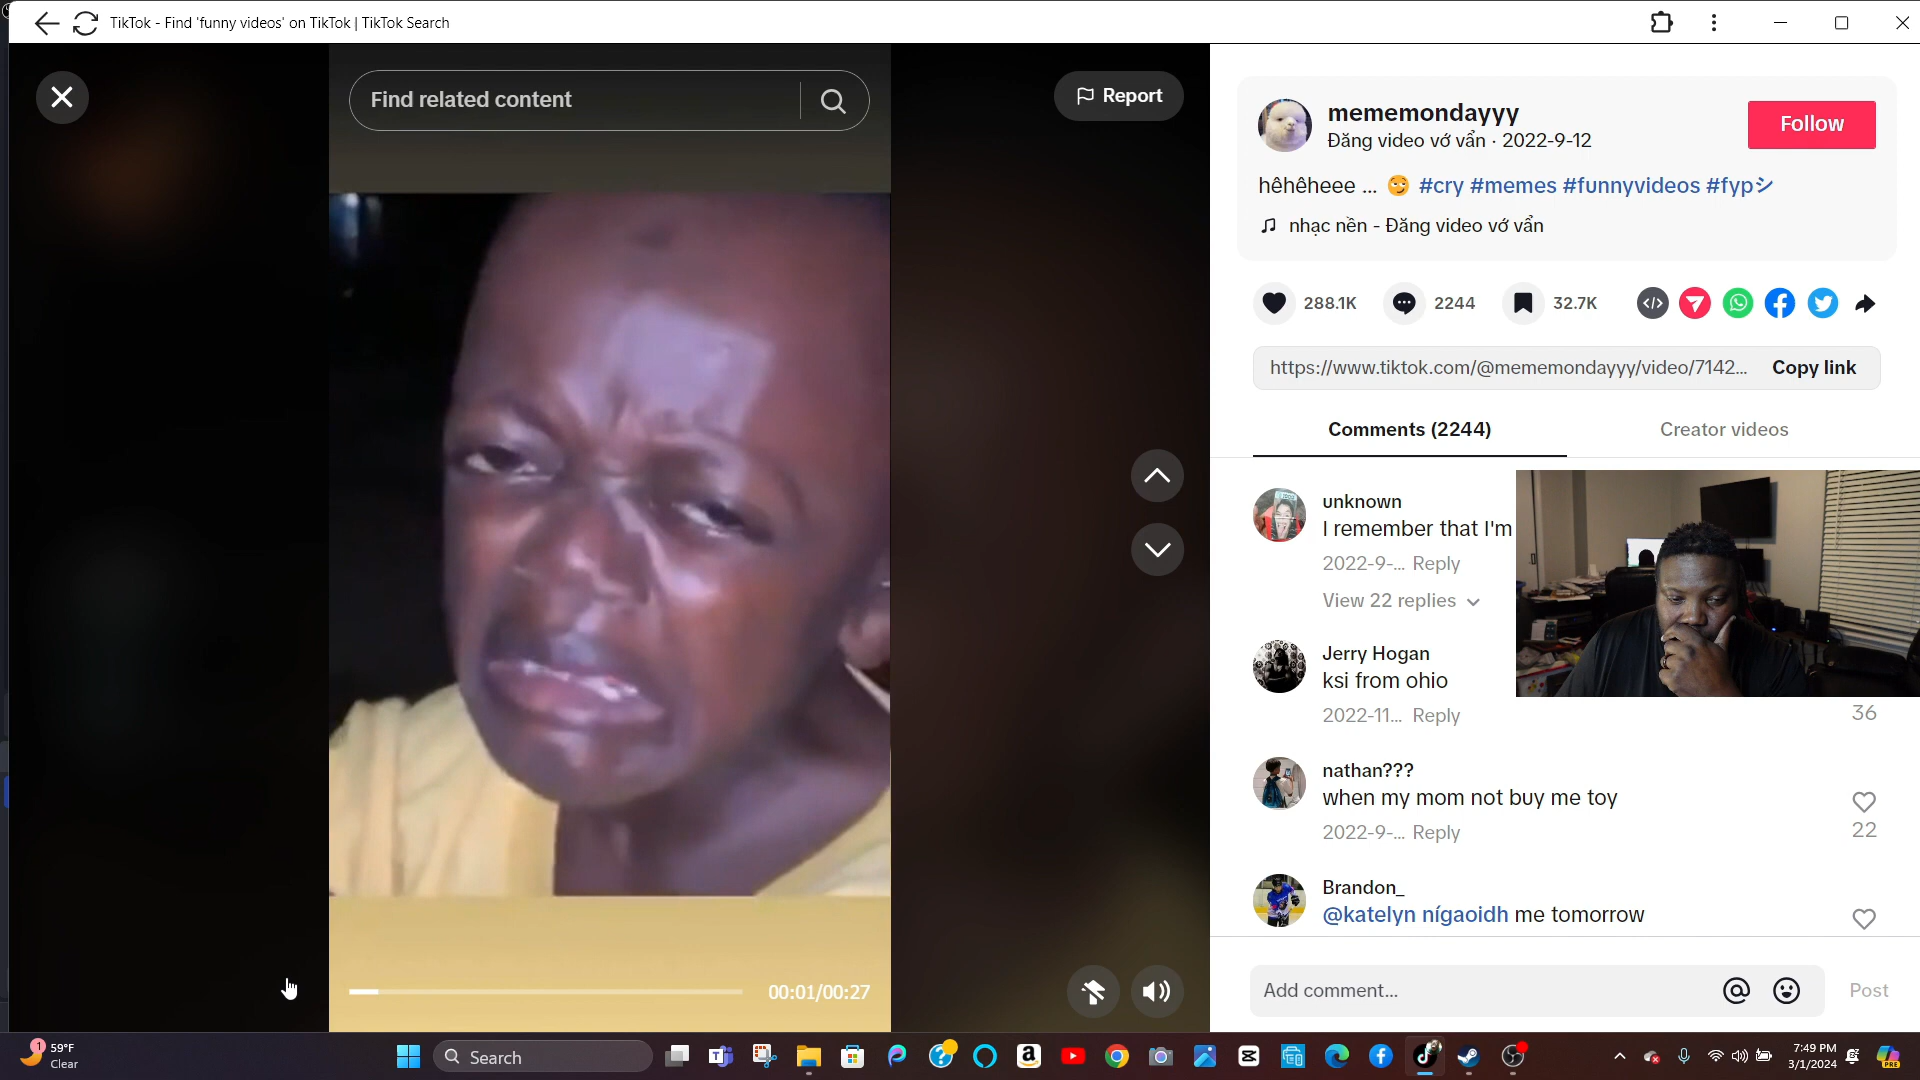 TikTok - Find 'funny videos' on TikTok | TikTok Search
Find related content
Report
mememondayyy
Đăng video vớ vẩn · 2022-9-12
Follow
hêhêheee ... 😏 #cry #memes #funnyvideos #fypシ
nhạc nền - Đăng video vớ vẩn
288.1K
2244
32.7K
https://www.tiktok.com/@mememondayyy/video/7142...
Copy link
Comments (2244)
Creator videos
unknown
I remember that I'm
2022-9-... Reply
View 22 replies
Jerry Hogan
ksi from ohio
2022-11... Reply
36
nathan???
when my mom not buy me toy
2022-9-... Reply
22
Brandon_
@katelyn nígaoidh me tomorrow
00:01/00:27
Add comment...
Post
1
59°F
Clear
Search
7:49 PM
3/1/2024